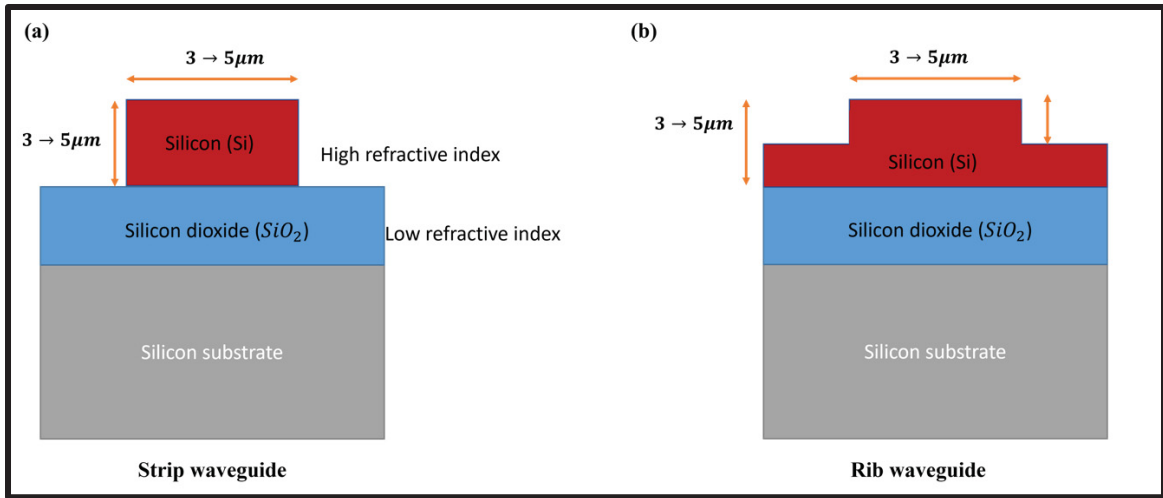 (a)
3 → 5μm
3 → 5μm
Silicon (Si)
High refractive index
Silicon dioxide (SiO₂)
Low refractive index
Silicon substrate
Strip waveguide
(b)
3 → 5μm
3 → 5μm
Silicon (Si)
Silicon dioxide (SiO₂)
Silicon substrate
Rib waveguide